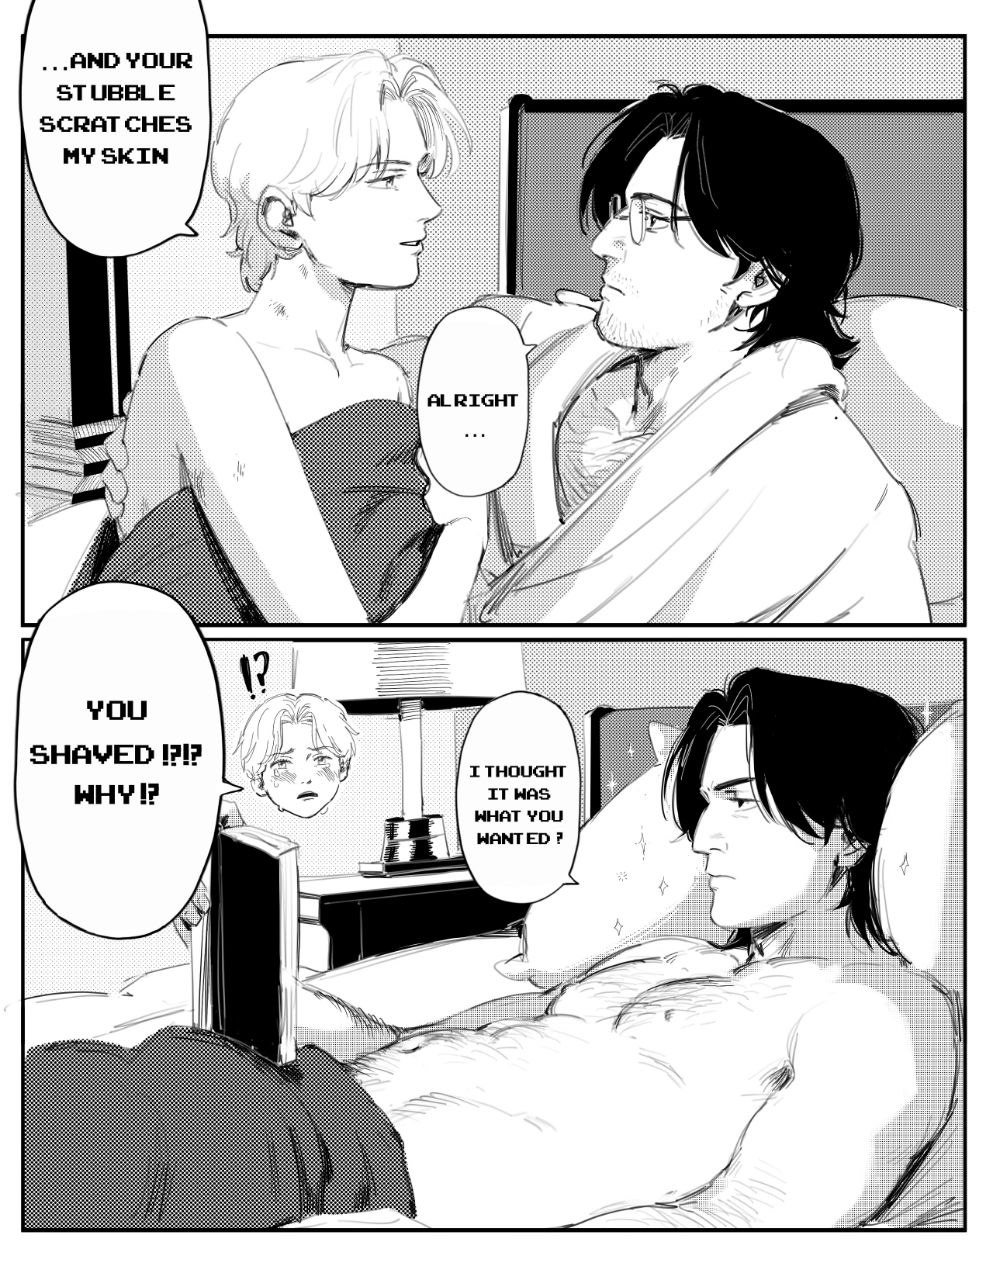 ...AND YOUR
STUBBLE
SCRATCHES
MY SKIN
ALRIGHT
...
!?
YOU
SHAVED!?!?
WHY!?
I THOUGHT
IT WAS
WHAT YOU
WANTED?